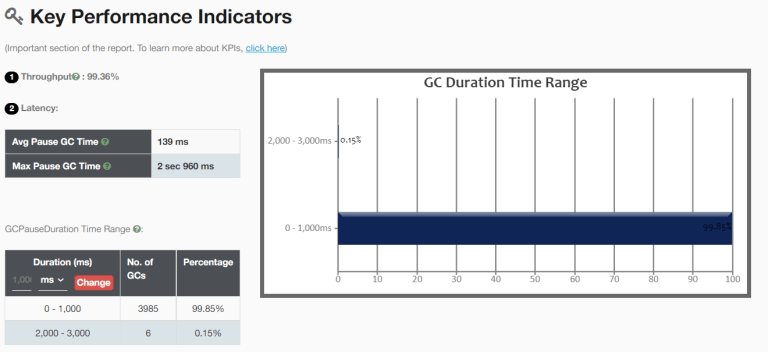 Key Performance Indicators
(Important section of the report. To learn more about KPIs, click here)
1 Throughput : 99.36%
2 Latency:
Avg Pause GC Time 139 ms
Max Pause GC Time 2 sec 960 ms
GCPauseDuration Time Range :
Duration (ms) No. of GCs Percentage
ms Change
0 - 1,000 3985 99.85%
2,000 - 3,000 6 0.15%
GC Duration Time Range
2,000 - 3,000ms 0.15%
0 - 1,000ms 99.85%
0 10 20 30 40 50 60 70 80 90 100